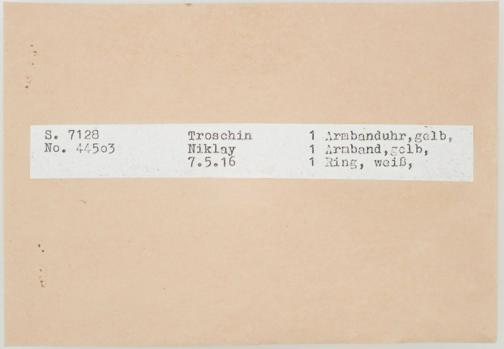 S. 7128 Troschin 1 Armbanduhr,gelb,
No. 44503 Niklay 1 Armband,gelb,
7.5.16 1 Ring, weiß,